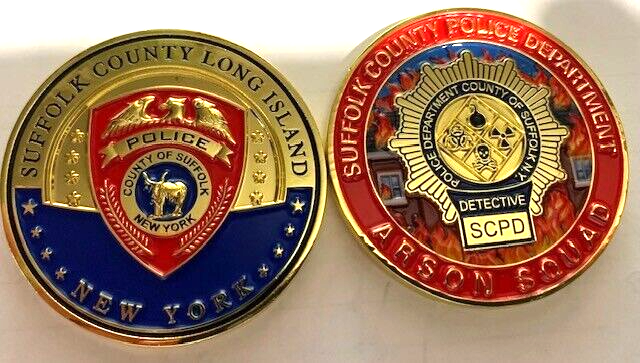 SUFFOLK COUNTY LONG ISLAND
POLICE
COUNTY OF SUFFOLK
NEW YORK
NEW YORK
SUFFOLK COUNTY POLICE DEPARTMENT
POLICE DEPARTMENT COUNTY OF SUFFOLK N.Y.
DETECTIVE
SCPD
ARSON SQUAD